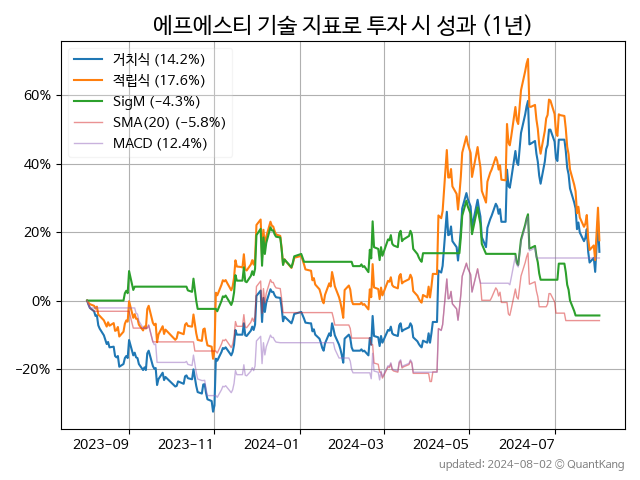 에프에스티 기술 지표로 투자 시 성과 (1년)
거치식 (14.2%)
적립식 (17.6%)
SigM (−4.3%)
SMA(20) (−5.8%)
MACD (12.4%)
60%
40%
20%
0%
−20%
2023-09 2023-11 2024-01 2024-03 2024-05 2024-07
updated: 2024-08-02 © QuantKang